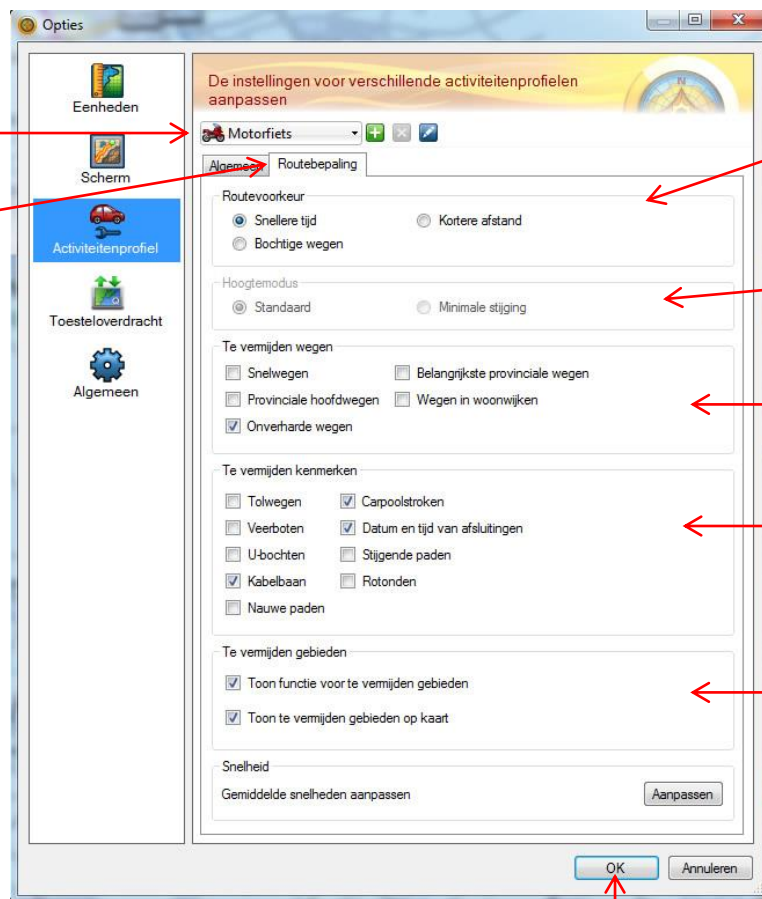 Opties
Eenheden
Scherm
Activiteitenprofiel
Toesteloverdracht
Algemeen
De instellingen voor verschillende activiteitenprofielen
aanpassen
Motorfiets
Algemeen Routebepaling
Routevoorkeur
Snellere tijd Kortere afstand
Bochtige wegen
Hoogtemodus
Standaard Minimale stijging
Te vermijden wegen
Snelwegen Belangrijkste provinciale wegen
Provinciale hoofdwegen Wegen in woonwijken
Onverharde wegen
Te vermijden kenmerken
Tolwegen Carpoolstroken
Veerboten Datum en tijd van afsluitingen
U-bochten Stijgende paden
Kabelbaan Rotonden
Nauwe paden
Te vermijden gebieden
Toon functie voor te vermijden gebieden
Toon te vermijden gebieden op kaart
Snelheid
Gemiddelde snelheden aanpassen Aanpassen
OK Annuleren